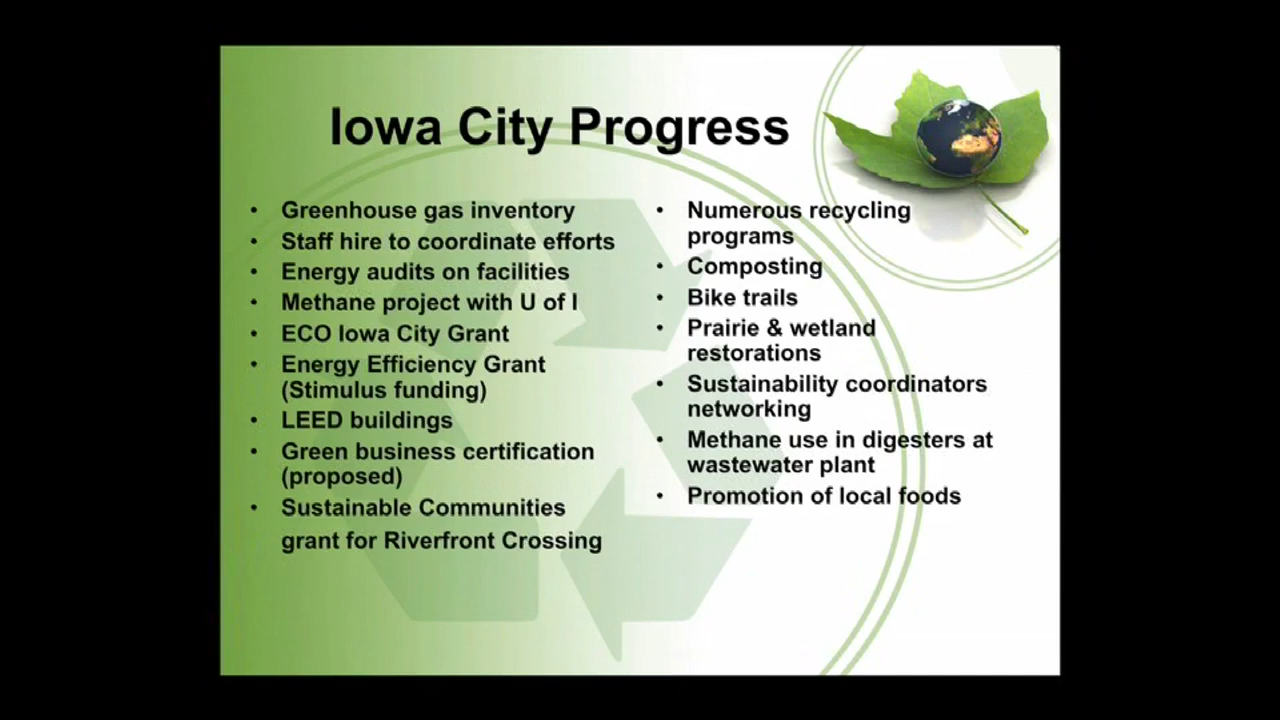 Iowa City Progress
• Greenhouse gas inventory
• Staff hire to coordinate efforts
• Energy audits on facilities
• Methane project with U of I
• ECO Iowa City Grant
• Energy Efficiency Grant
(Stimulus funding)
• LEED buildings
• Green business certification
(proposed)
• Sustainable Communities
grant for Riverfront Crossing
• Numerous recycling
programs
• Composting
• Bike trails
• Prairie & wetland
restorations
• Sustainability coordinators
networking
• Methane use in digesters at
wastewater plant
• Promotion of local foods